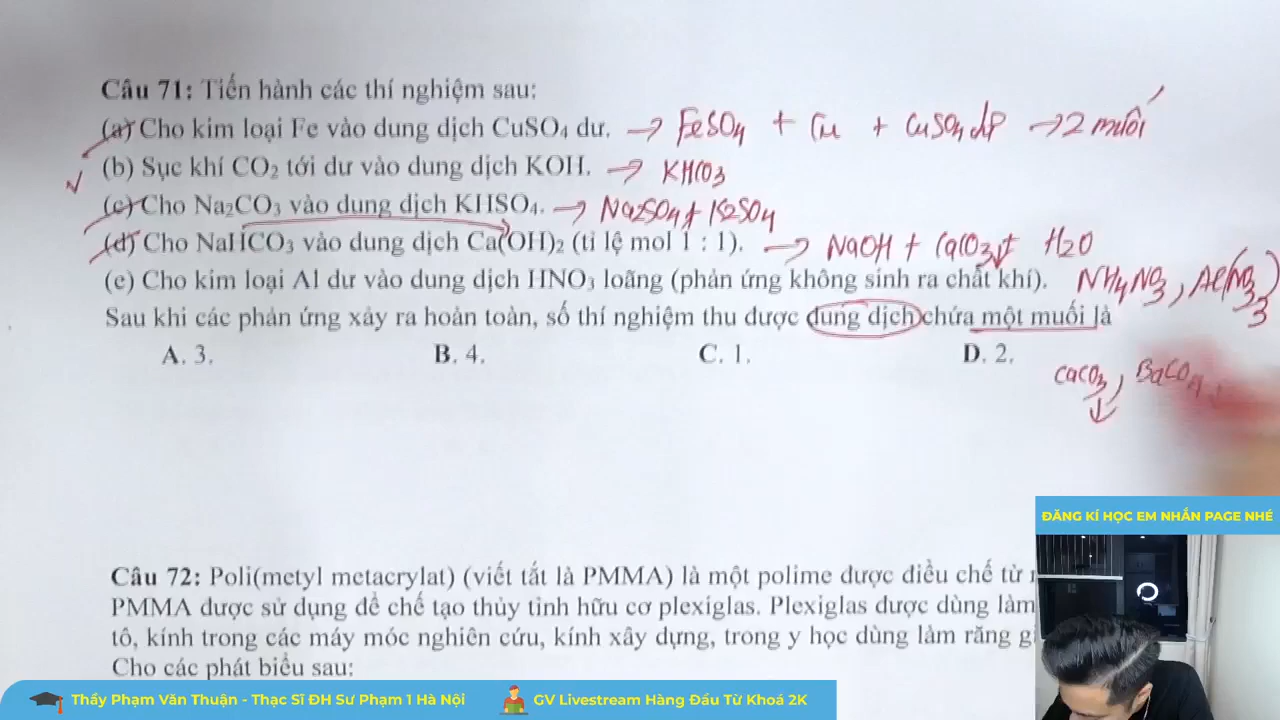 Câu 71: Tiến hành các thí nghiệm sau:
(a) Cho kim loại Fe vào dung dịch CuSO4 dư. → FeSO4 + Cu + CuSO4 dư → 2 muối
(b) Sục khí CO2 tới dư vào dung dịch KOH. → KHCO3
(c) Cho Na2CO3 vào dung dịch KHSO4. → Na2SO4 + K2SO4
(d) Cho NaHCO3 vào dung dịch Ca(OH)2 (tỉ lệ mol 1 : 1). → NaOH + CaCO3↓ + H2O
(e) Cho kim loại Al dư vào dung dịch HNO3 loãng (phản ứng không sinh ra chất khí). NH4NO3, Al(NO3)3
Sau khi các phản ứng xảy ra hoàn toàn, số thí nghiệm thu được dung dịch chứa một muối là
A. 3. B. 4. C. 1. D. 2.
CaCO3↓,
Câu 72: Poli(metyl metacrylat) (viết tắt là PMMA) là một polime được điều chế từ
PMMA được sử dụng để chế tạo thủy tinh hữu cơ plexiglas. Plexiglas được dùng làm
tô, kính trong các máy móc nghiên cứu, kính xây dựng, trong y học dùng làm răng
Cho các phát biểu sau:
ĐĂNG KÍ HỌC EM NHẮN PAGE NHÉ
Thầy Phạm Văn Thuận - Thạc Sĩ ĐH Sư Phạm 1 Hà Nội
GV Livestream Hàng Đầu Từ Khoá 2K